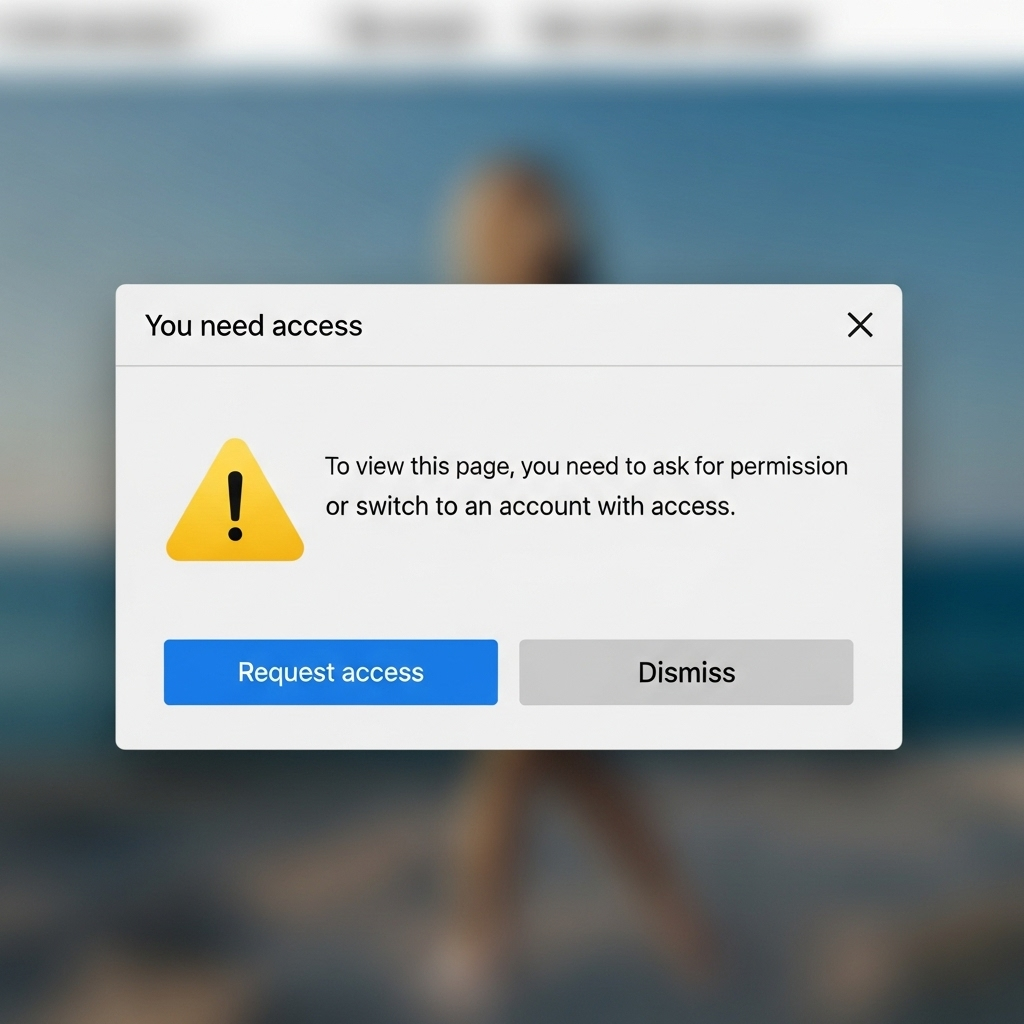 You need access
To view this page, you need to ask for permission
or switch to an account with access.
Request access
Dismiss